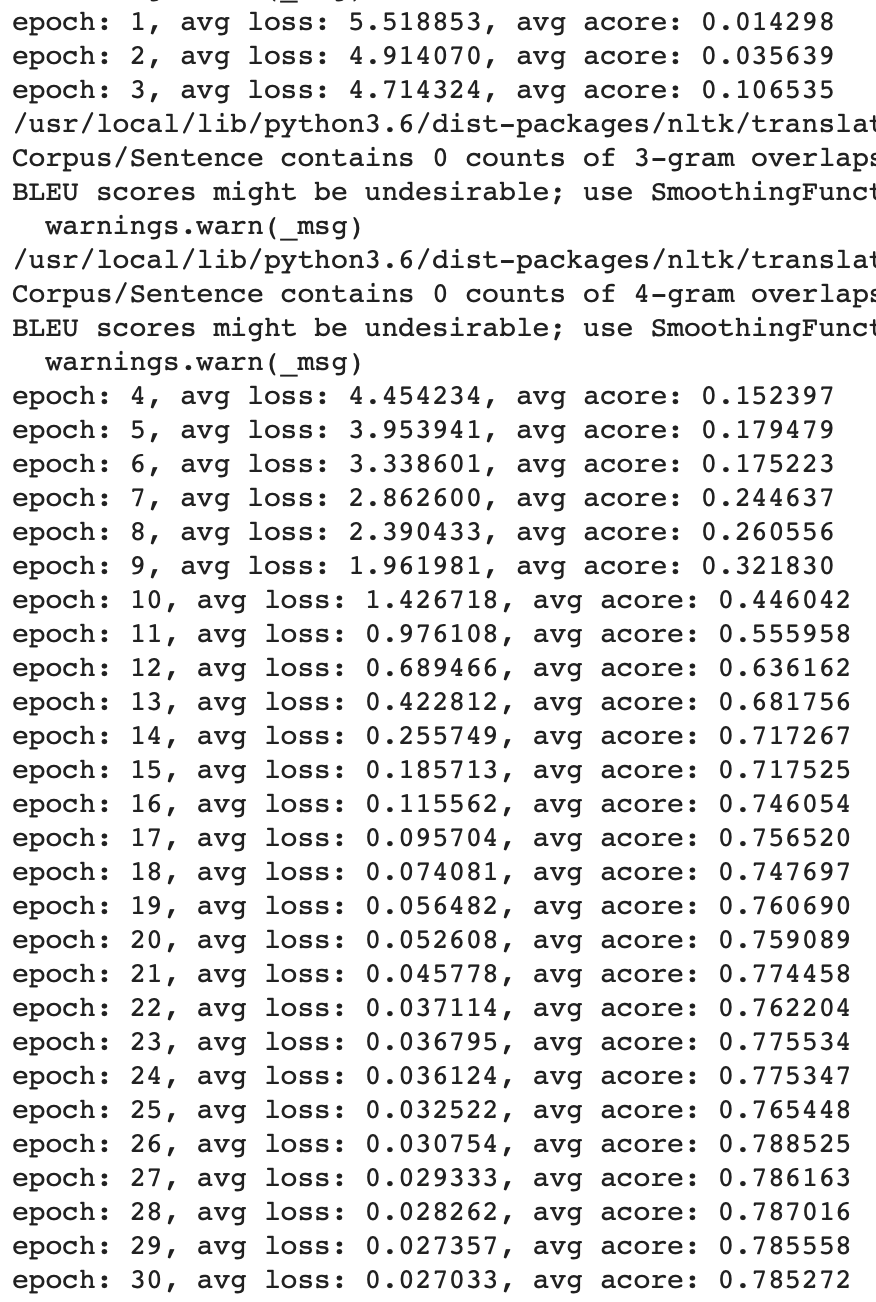 epoch: 1, avg loss: 5.518853, avg acore: 0.014298
epoch: 2, avg loss: 4.914070, avg acore: 0.035639
epoch: 3, avg loss: 4.714324, avg acore: 0.106535
/usr/local/lib/python3.6/dist-packages/nltk/translat
Corpus/Sentence contains 0 counts of 3-gram overlaps
BLEU scores might be undesirable; use SmoothingFunct
  warnings.warn(_msg)
/usr/local/lib/python3.6/dist-packages/nltk/translat
Corpus/Sentence contains 0 counts of 4-gram overlaps
BLEU scores might be undesirable; use SmoothingFunct
  warnings.warn(_msg)
epoch: 4, avg loss: 4.454234, avg acore: 0.152397
epoch: 5, avg loss: 3.953941, avg acore: 0.179479
epoch: 6, avg loss: 3.338601, avg acore: 0.175223
epoch: 7, avg loss: 2.862600, avg acore: 0.244637
epoch: 8, avg loss: 2.390433, avg acore: 0.260556
epoch: 9, avg loss: 1.961981, avg acore: 0.321830
epoch: 10, avg loss: 1.426718, avg acore: 0.446042
epoch: 11, avg loss: 0.976108, avg acore: 0.555958
epoch: 12, avg loss: 0.689466, avg acore: 0.636162
epoch: 13, avg loss: 0.422812, avg acore: 0.681756
epoch: 14, avg loss: 0.255749, avg acore: 0.717267
epoch: 15, avg loss: 0.185713, avg acore: 0.717525
epoch: 16, avg loss: 0.115562, avg acore: 0.746054
epoch: 17, avg loss: 0.095704, avg acore: 0.756520
epoch: 18, avg loss: 0.074081, avg acore: 0.747697
epoch: 19, avg loss: 0.056482, avg acore: 0.760690
epoch: 20, avg loss: 0.052608, avg acore: 0.759089
epoch: 21, avg loss: 0.045778, avg acore: 0.774458
epoch: 22, avg loss: 0.037114, avg acore: 0.762204
epoch: 23, avg loss: 0.036795, avg acore: 0.775534
epoch: 24, avg loss: 0.036124, avg acore: 0.775347
epoch: 25, avg loss: 0.032522, avg acore: 0.765448
epoch: 26, avg loss: 0.030754, avg acore: 0.788525
epoch: 27, avg loss: 0.029333, avg acore: 0.786163
epoch: 28, avg loss: 0.028262, avg acore: 0.787016
epoch: 29, avg loss: 0.027357, avg acore: 0.785558
epoch: 30, avg loss: 0.027033, avg acore: 0.785272